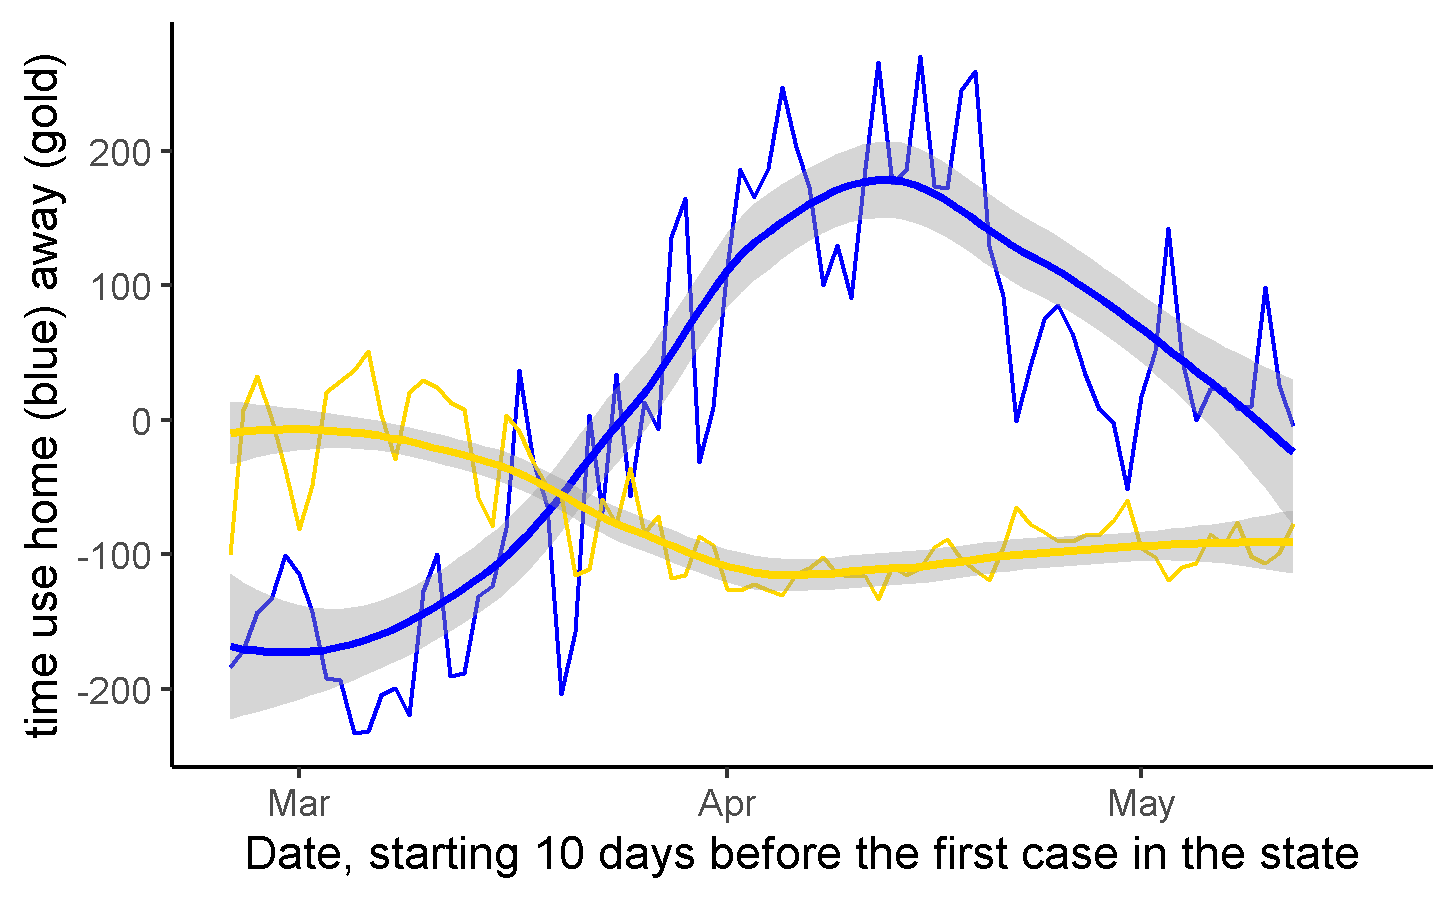 time use home (blue) away (gold)
200
100
0
-100
-200
Mar Apr May
Date, starting 10 days before the first case in the state